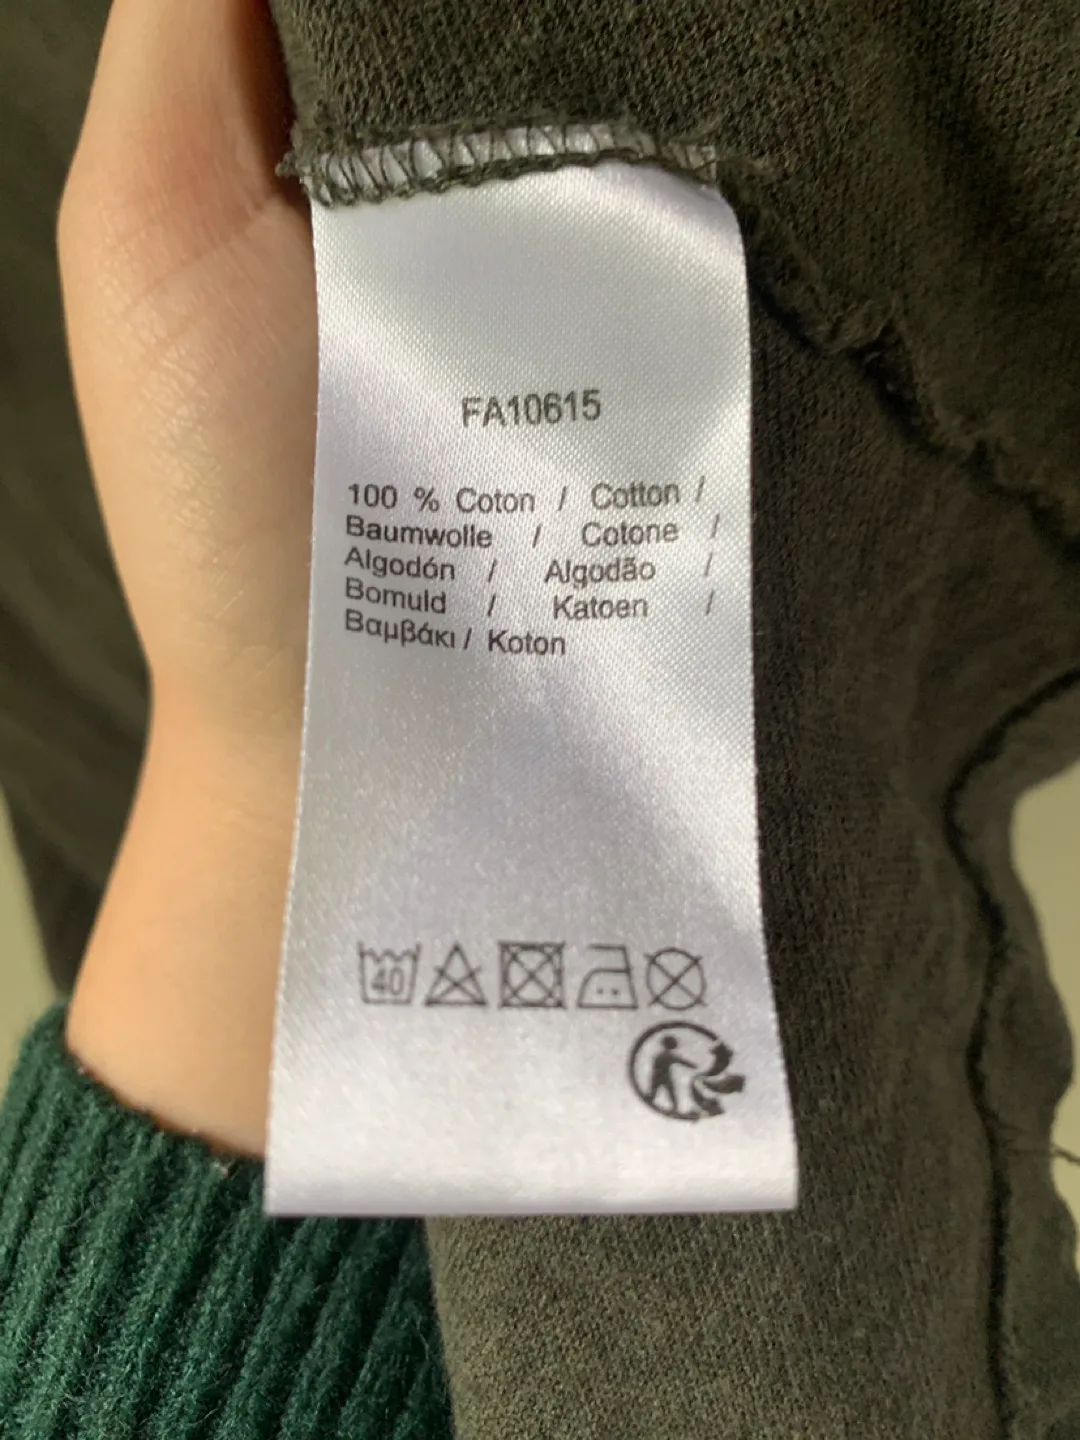 FA10615
100 % Coton / Cotton /
Baumwolle / Cotone /
Algodón / Algodão /
Bomuld / Katoen /
Βαμβάκι / Koton
40